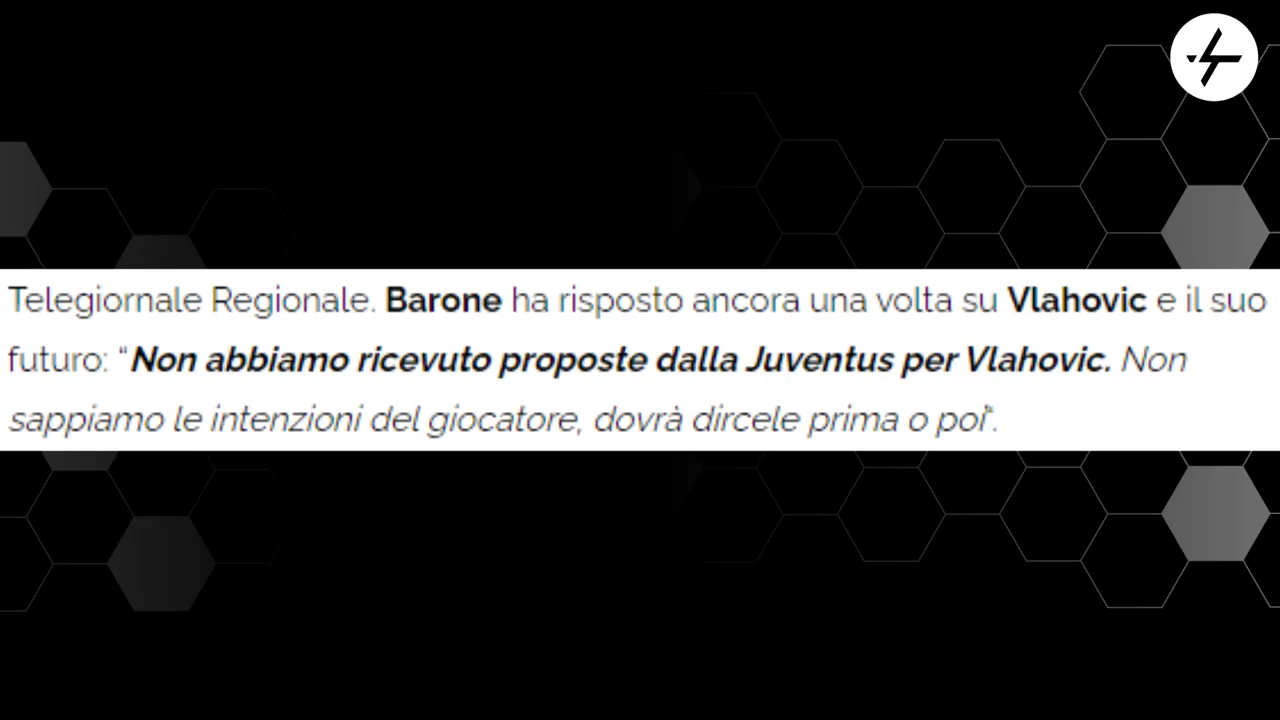 Telegiornale Regionale. Barone ha risposto ancora una volta su Vlahovic e il suo
futuro: “Non abbiamo ricevuto proposte dalla Juventus per Vlahovic. Non
sappiamo le intenzioni del giocatore, dovrà dircele prima o poi“.